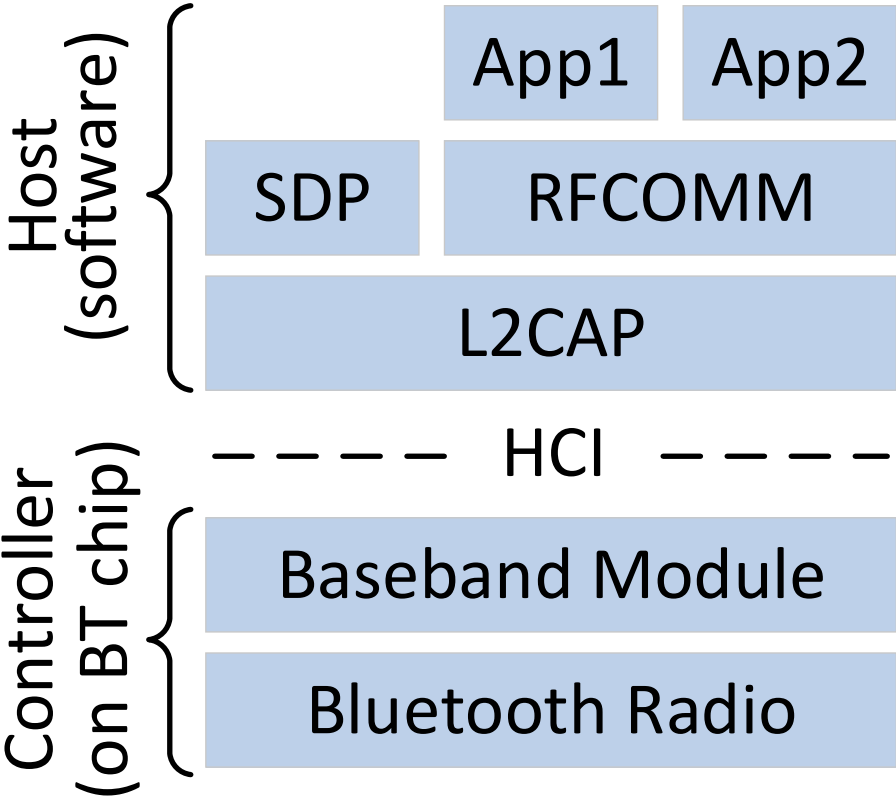 Host
(software)
App1
App2
SDP
RFCOMM
L2CAP
HCI
Controller
(on BT chip)
Baseband Module
Bluetooth Radio